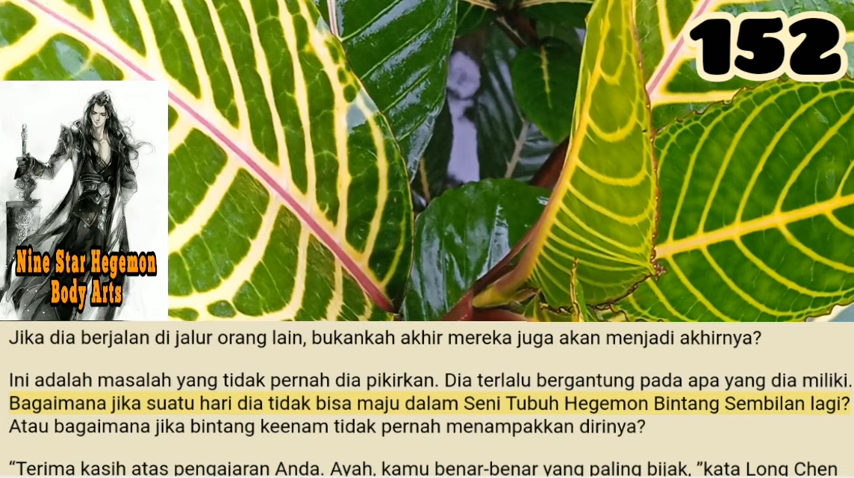 152
Nine Star Hegemon
Body Arts
Jika dia berjalan di jalur orang lain, bukankah akhir mereka juga akan menjadi akhirnya?
Ini adalah masalah yang tidak pernah dia pikirkan. Dia terlalu bergantung pada apa yang dia miliki.
Bagaimana jika suatu hari dia tidak bisa maju dalam Seni Tubuh Hegemon Bintang Sembilan lagi?
Atau bagaimana jika bintang keenam tidak pernah menampakkan dirinya?
“Terima kasih atas pengajaran Anda. Ayah, kamu benar-benar yang paling bijak, ”kata Long Chen